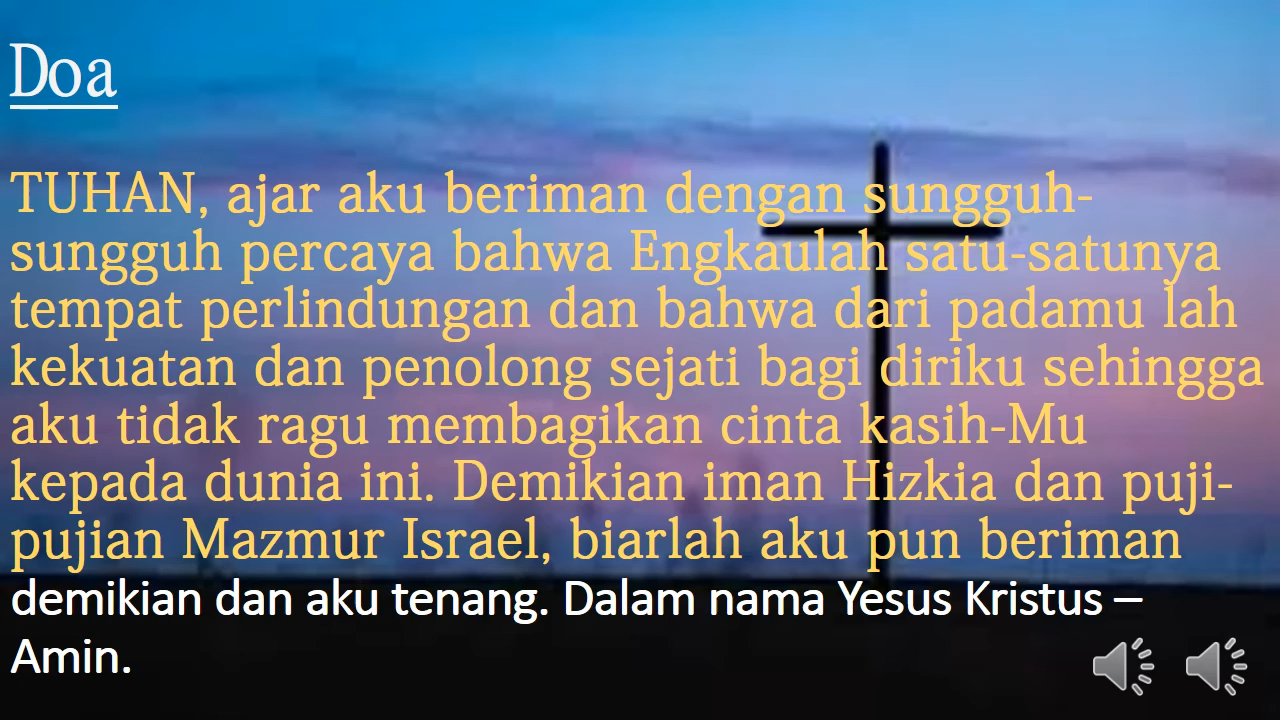 Doa
TUHAN, ajar aku beriman dengan sungguh-
sungguh percaya bahwa Engkaulah satu-satunya
tempat perlindungan dan bahwa dari padamu lah
kekuatan dan penolong sejati bagi diriku sehingga
aku tidak ragu membagikan cinta kasih-Mu
kepada dunia ini. Demikian iman Hizkia dan puji-
pujian Mazmur Israel, biarlah aku pun beriman
demikian dan aku tenang. Dalam nama Yesus Kristus –
Amin.